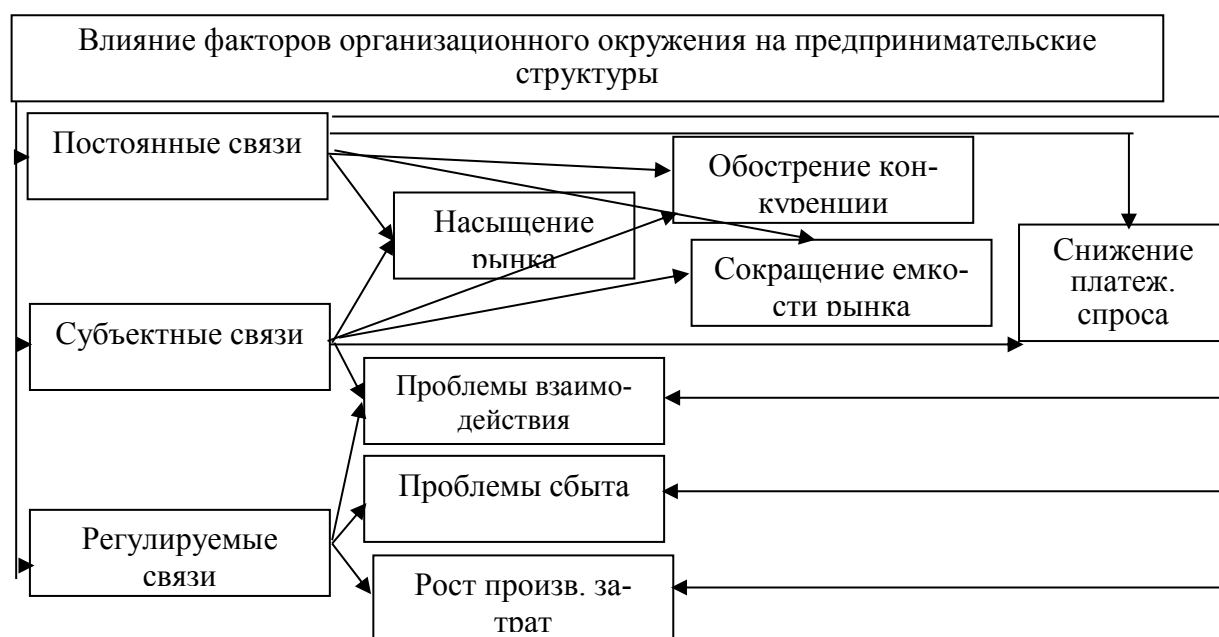 Влияние факторов организационного окружения на предпринимательские
структуры
Постоянные связи
Обострение кон-
куренции
Насыщение
рынка
Сокращение емко-
сти рынка
Снижение
платеж.
спроса
Субъектные связи
Проблемы взаимо-
действия
Проблемы сбыта
Регулируемые
связи
Рост произв. за-
трат